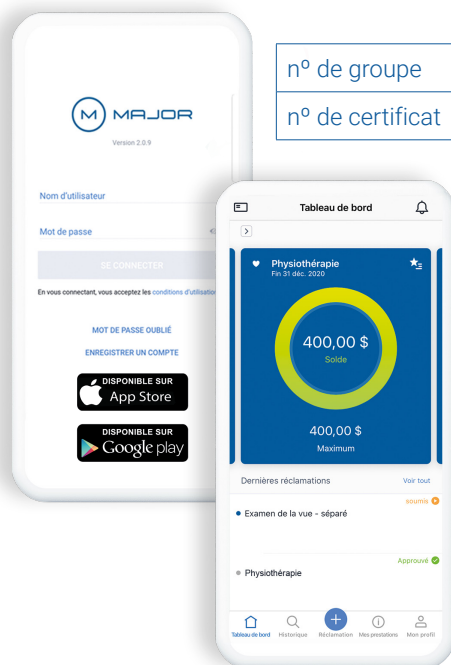 nº de groupe
nº de certificat
M MAJOR
Version 2.0.9
Nom d'utilisateur
Mot de passe
SE CONNECTER
En vous connectant, vous acceptez les conditions d'utilisation
MOT DE PASSE OUBLIÉ
ENREGISTRER UN COMPTE
DISPONIBLE SUR
App Store
DISPONIBLE SUR
Google play
Tableau de bord
Physiothérapie
Fin 31 déc. 2020
400,00 $
Solde
400,00 $
Maximum
Dernières réclamations Voir tout
soumis
Examen de la vue - séparé
Approuvé
Physiothérapie
Tableau de bord Historique Réclamation Mes prestations Mon profil